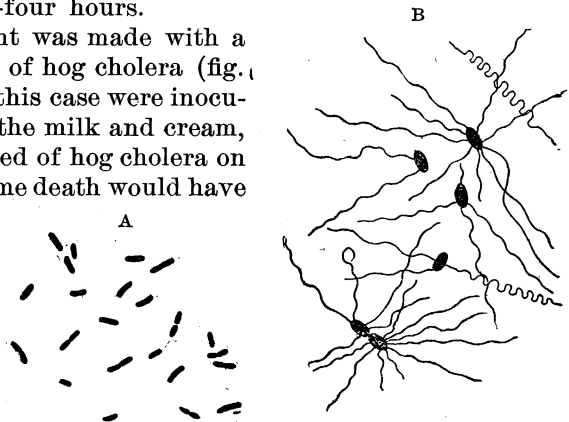 -four hours.
nt was made with a
of hog cholera (fig.
this case were inocu-
the milk and cream,
ed of hog cholera on
me death would have
A
B